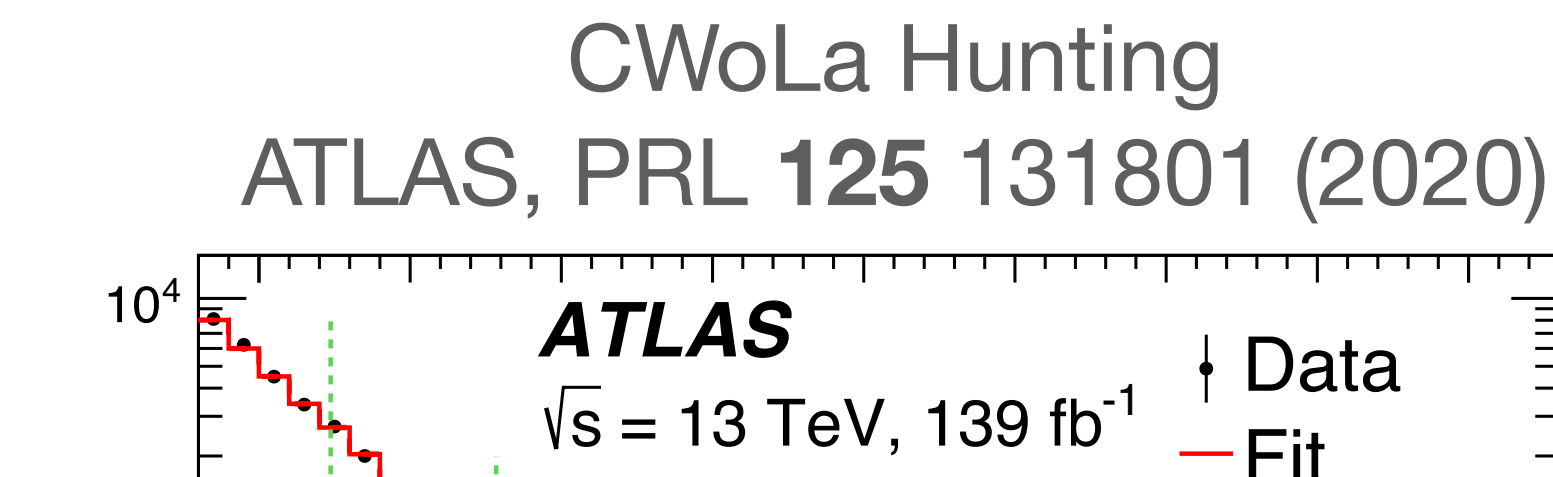 CWoLa Hunting
ATLAS, PRL 125 131801 (2020)
10⁴
ATLAS
Data
√s = 13 TeV, 139 fb⁻¹
Fit